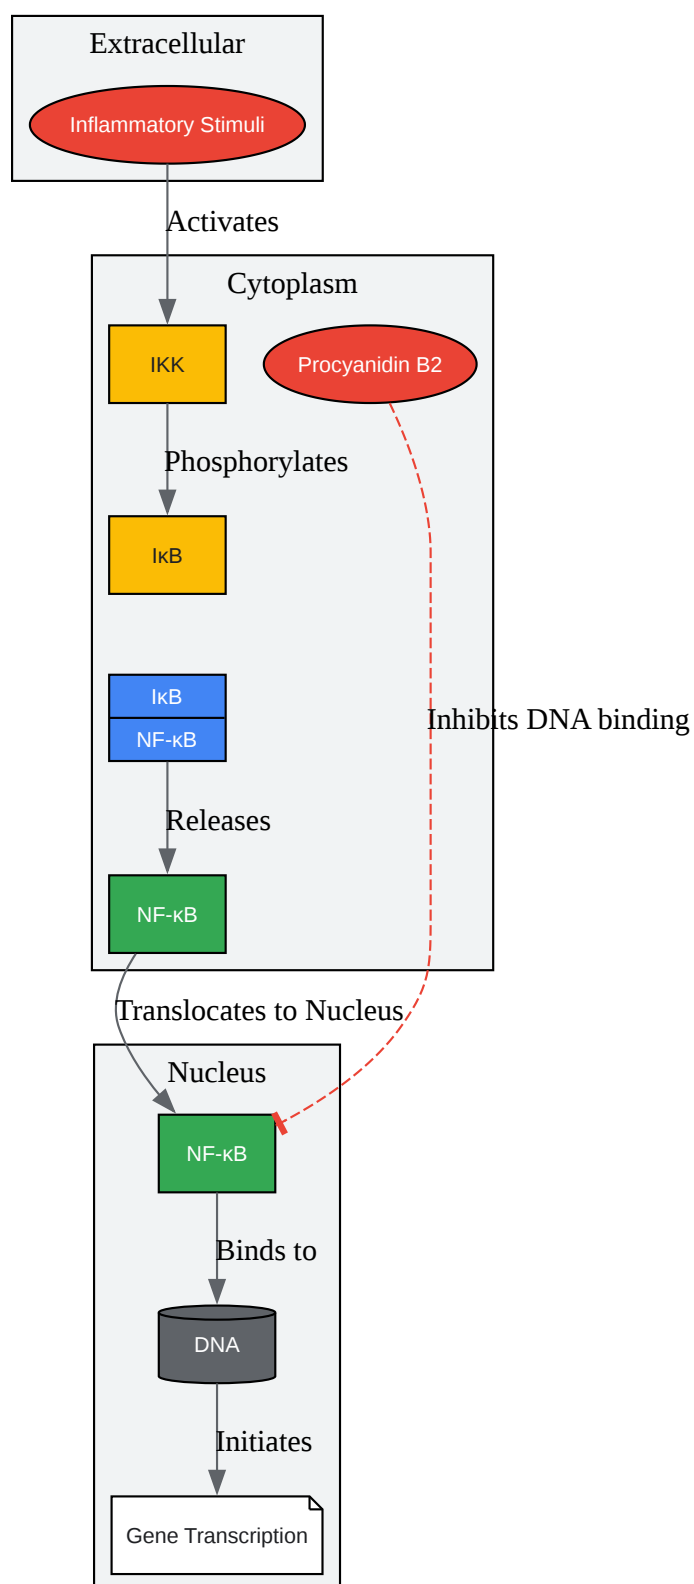 Extracellular
Inflammatory Stimuli
Activates
Cytoplasm
IKK
Procyanidin B2
Phosphorylates
IκB
IκB
NF-κB
Inhibits DNA binding
Releases
NF-κB
Translocates to Nucleus
Nucleus
NF-κB
Binds to
DNA
Initiates
Gene Transcription